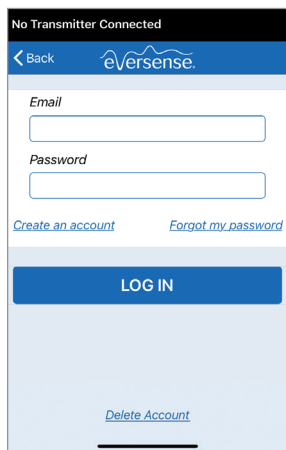 No Transmitter Connected
Back
eversense.
Email
Password
Create an account
Forgot my password
LOG IN
Delete Account